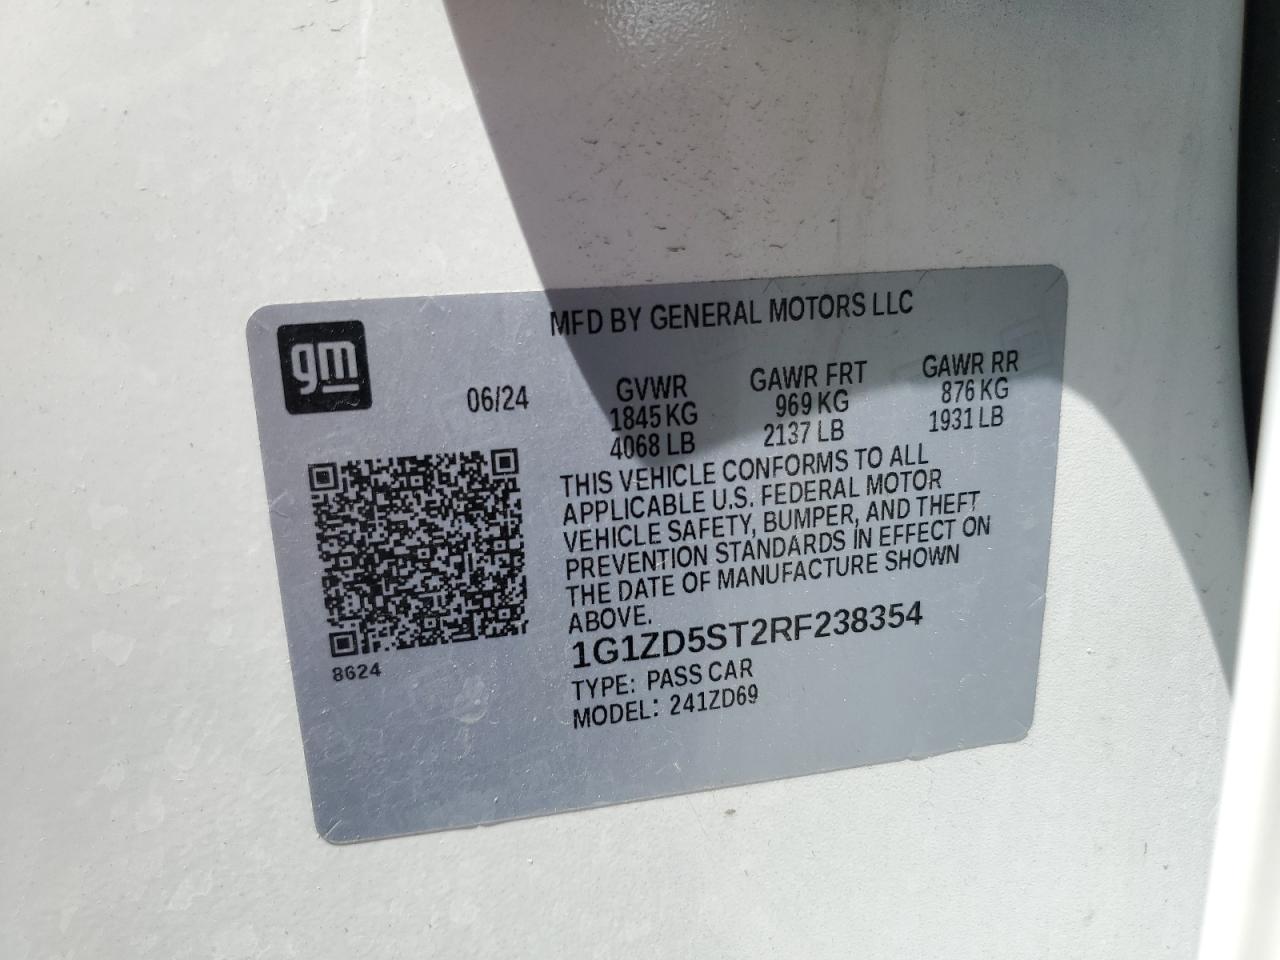 MFD BY GENERAL MOTORS LLC
gm
06/24
GVWR GAWR FRT GAWR RR
1845 KG 969 KG 876 KG
4068 LB 2137 LB 1931 LB
THIS VEHICLE CONFORMS TO ALL
APPLICABLE U.S. FEDERAL MOTOR
VEHICLE SAFETY, BUMPER, AND THEFT
PREVENTION STANDARDS IN EFFECT ON
THE DATE OF MANUFACTURE SHOWN
ABOVE.
1G1ZD5ST2RF238354
8624
TYPE: PASS CAR
MODEL: 241ZD69